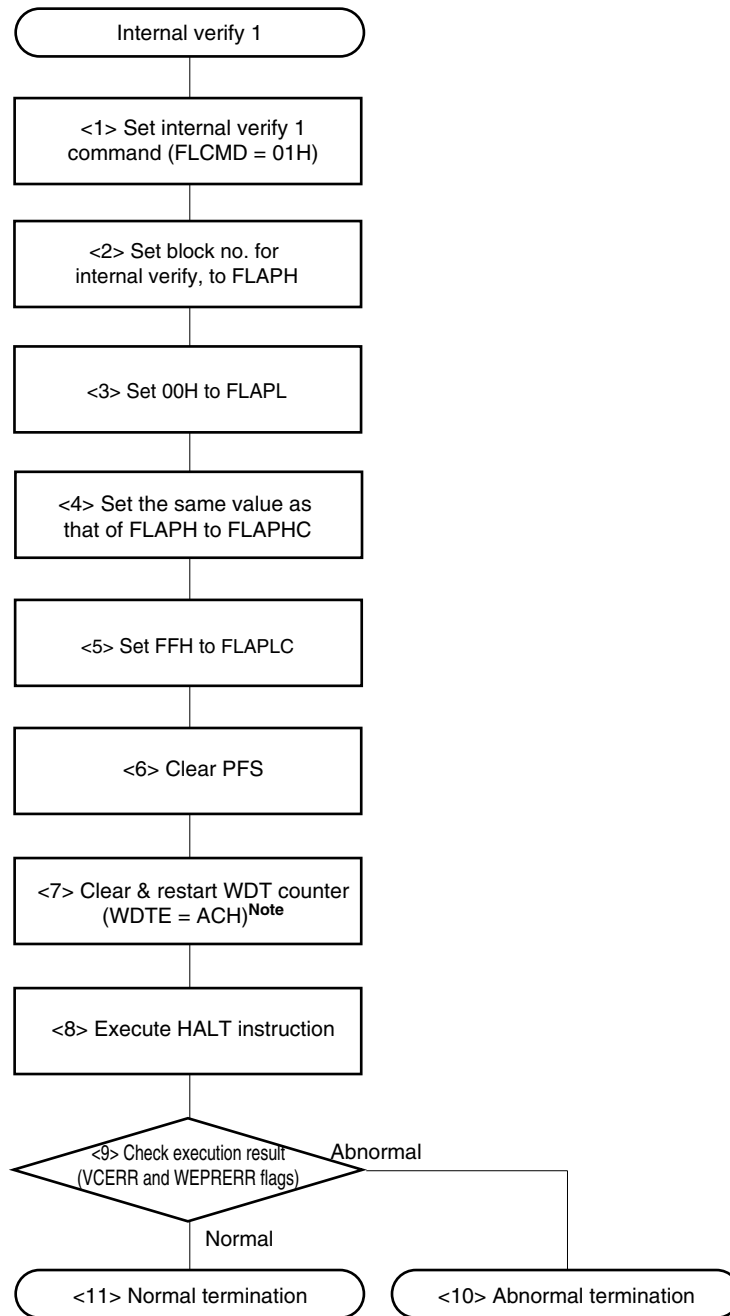 Internal verify 1
<1> Set internal verify 1
command (FLCMD = 01H)
<2> Set block no. for
internal verify, to FLAPH
<3> Set 00H to FLAPL
<4> Set the same value as
that of FLAPH to FLAPHC
<5> Set FFH to FLAPLC
<6> Clear PFS
<7> Clear & restart WDT counter
(WDTE = ACH)Note
<8> Execute HALT instruction
<9> Check execution result
(VCERR and WEPRERR flags)
Abnormal
Normal
<11> Normal termination
<10> Abnormal termination